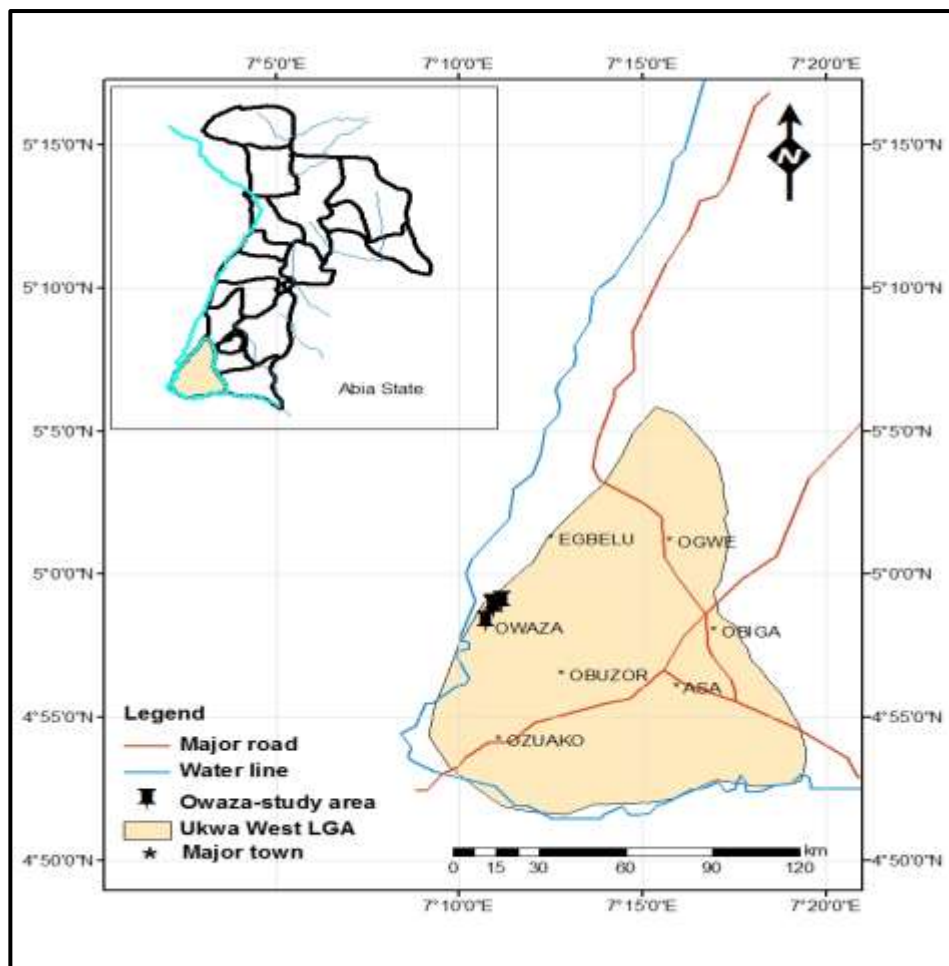 7°5'0"E 7°10'0"E 7°15'0"E 7°20'0"E
5°15'0"N 5°15'0"N
N
5°10'0"N 5°10'0"N
Abia State
5°5'0"N 5°5'0"N
EGBELU
OGWE
5°0'0"N 5°0'0"N
OWAZA
OBIGA
OBUZOR
ASA
4°55'0"N 4°55'0"N
OZUAKO
Legend
Major road
Water line
Owaza-study area
Ukwa West LGA
Major town
km
0 15 30 60 90 120
4°50'0"N 4°50'0"N
7°10'0"E 7°15'0"E 7°20'0"E